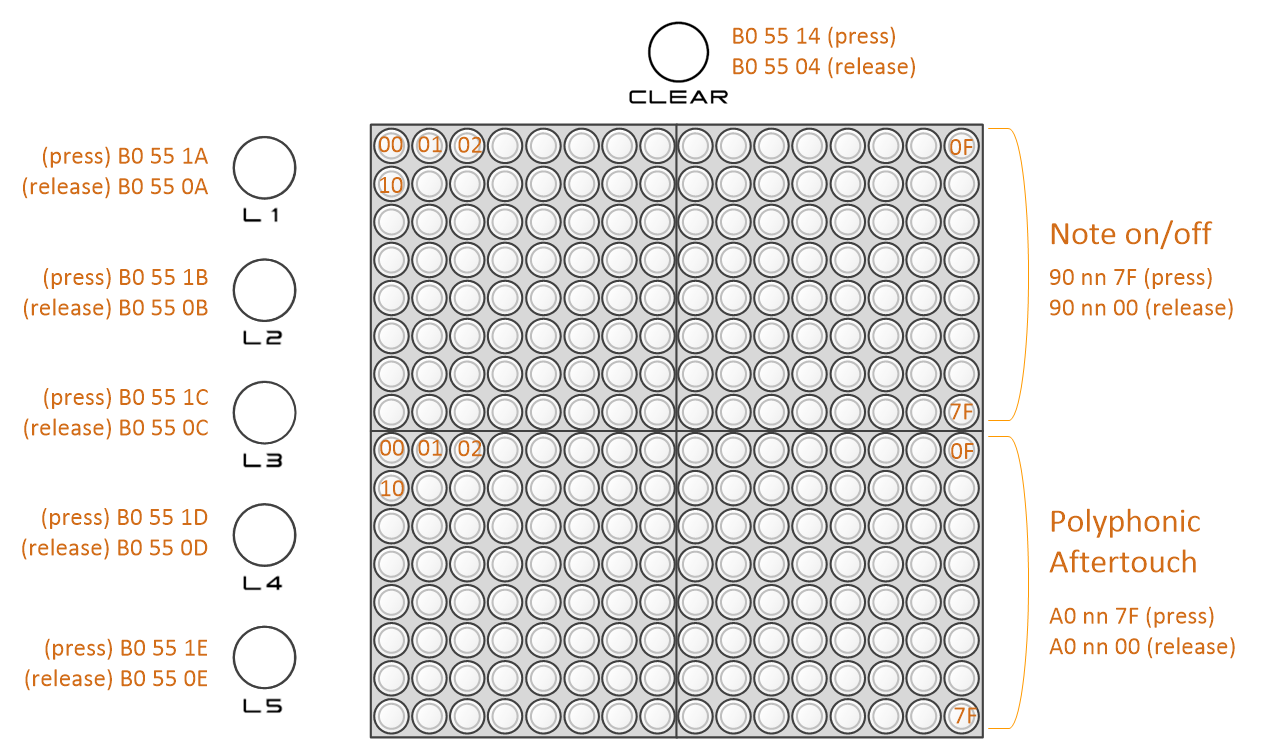 B0 55 14 (press)
B0 55 04 (release)
CLEAR
(press) B0 55 1A
(release) B0 55 0A
L1
(press) B0 55 1B
(release) B0 55 0B
L2
(press) B0 55 1C
(release) B0 55 0C
L3
(press) B0 55 1D
(release) B0 55 0D
L4
(press) B0 55 1E
(release) B0 55 0E
L5
00 01 02 0F
10
7F
00 01 02 0F
10
7F
Note on/off
90 nn 7F (press)
90 nn 00 (release)
Polyphonic
Aftertouch
A0 nn 7F (press)
A0 nn 00 (release)